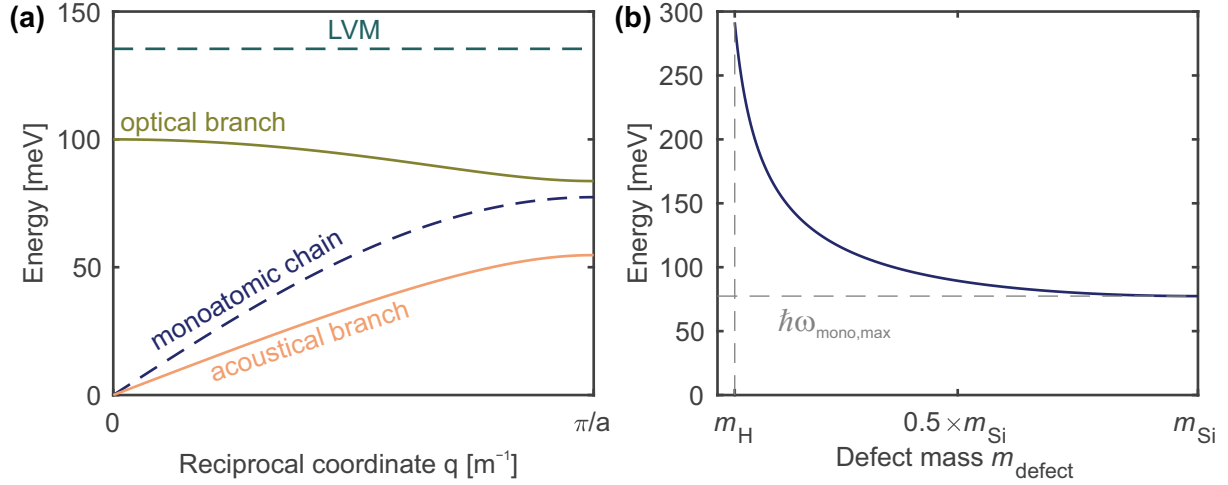 (a)
150
100
50
0
Energy [meV]
LVM
optical branch
monoatomic chain
acoustical branch
0
π/a
Reciprocal coordinate q [m⁻¹]
(b)
300
250
200
150
100
50
0
Energy [meV]
ħω_mono,max
m_H
0.5 × m_Si
m_Si
Defect mass m_defect